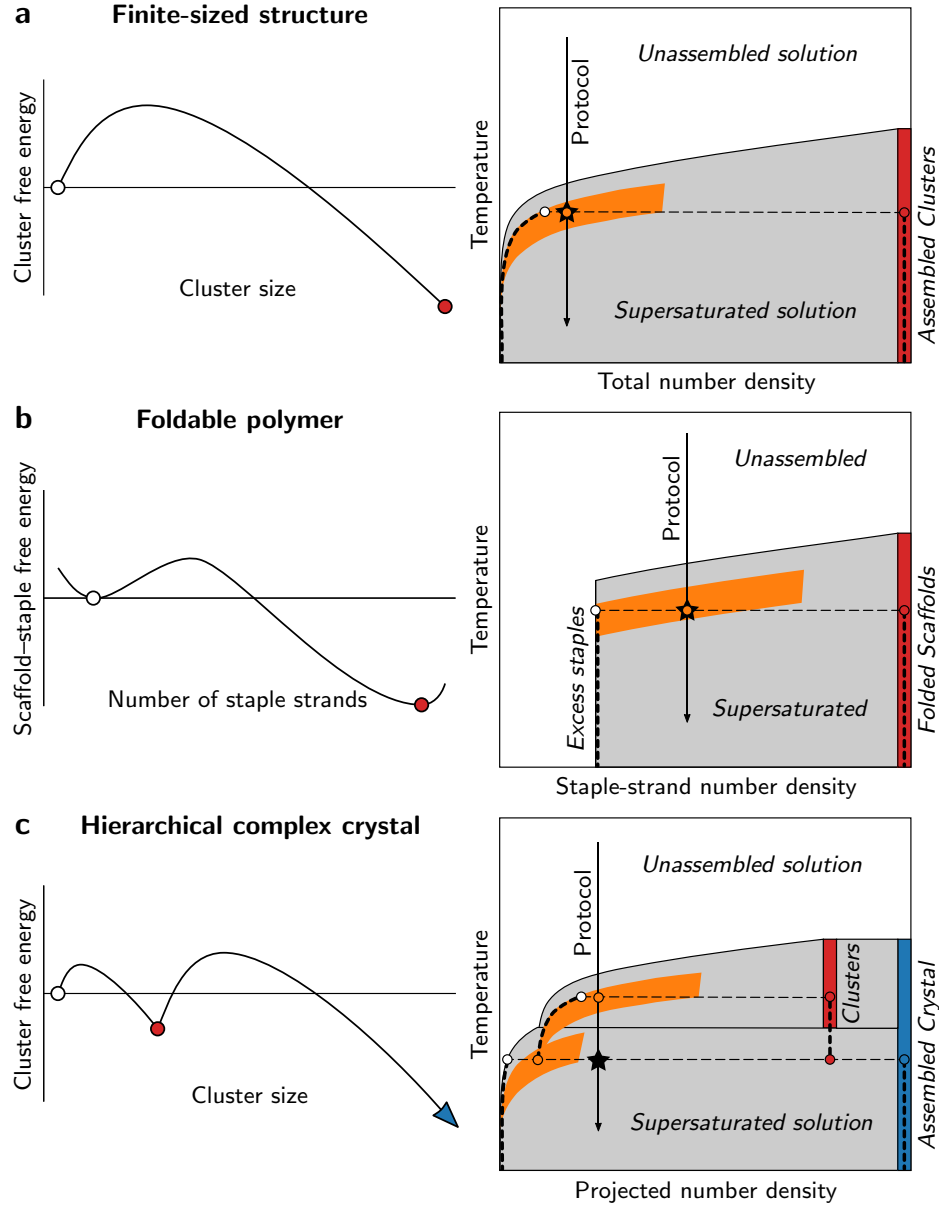 a
Finite-sized structure
Cluster free energy
Cluster size
Temperature
Unassembled solution
Protocol
Supersaturated solution
Assembled Clusters
Total number density
b
Foldable polymer
Scaffold–staple free energy
Number of staple strands
Temperature
Unassembled
Protocol
Excess staples
Supersaturated
Folded Scaffolds
Staple-strand number density
c
Hierarchical complex crystal
Cluster free energy
Cluster size
Temperature
Unassembled solution
Protocol
Clusters
Supersaturated solution
Assembled Crystal
Projected number density